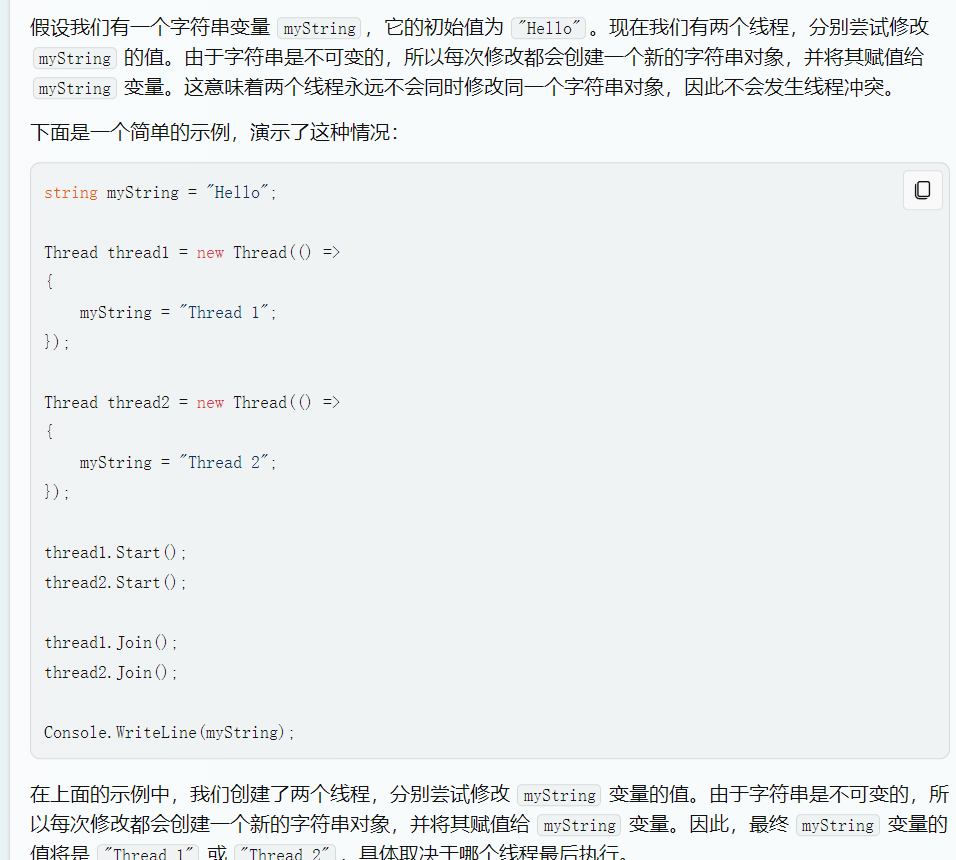 假设我们有一个字符串变量 myString ，它的初始值为 "Hello" 。现在我们有两个线程，分别尝试修改
myString 的值。由于字符串是不可变的，所以每次修改都会创建一个新的字符串对象，并将其赋值给
myString 变量。这意味着两个线程永远不会同时修改同一个字符串对象，因此不会发生线程冲突。
下面是一个简单的示例，演示了这种情况：
string myString = "Hello";
Thread thread1 = new Thread(() =>
{
    myString = "Thread 1";
});
Thread thread2 = new Thread(() =>
{
    myString = "Thread 2";
});
thread1.Start();
thread2.Start();
thread1.Join();
thread2.Join();
Console.WriteLine(myString);
在上面的示例中，我们创建了两个线程，分别尝试修改 myString 变量的值。由于字符串是不可变的，所
以每次修改都会创建一个新的字符串对象，并将其赋值给 myString 变量。因此，最终 myString 变量的
值将是 "Thread 1" 或 "Thread 2" ，具体取决于哪个线程最后执行。